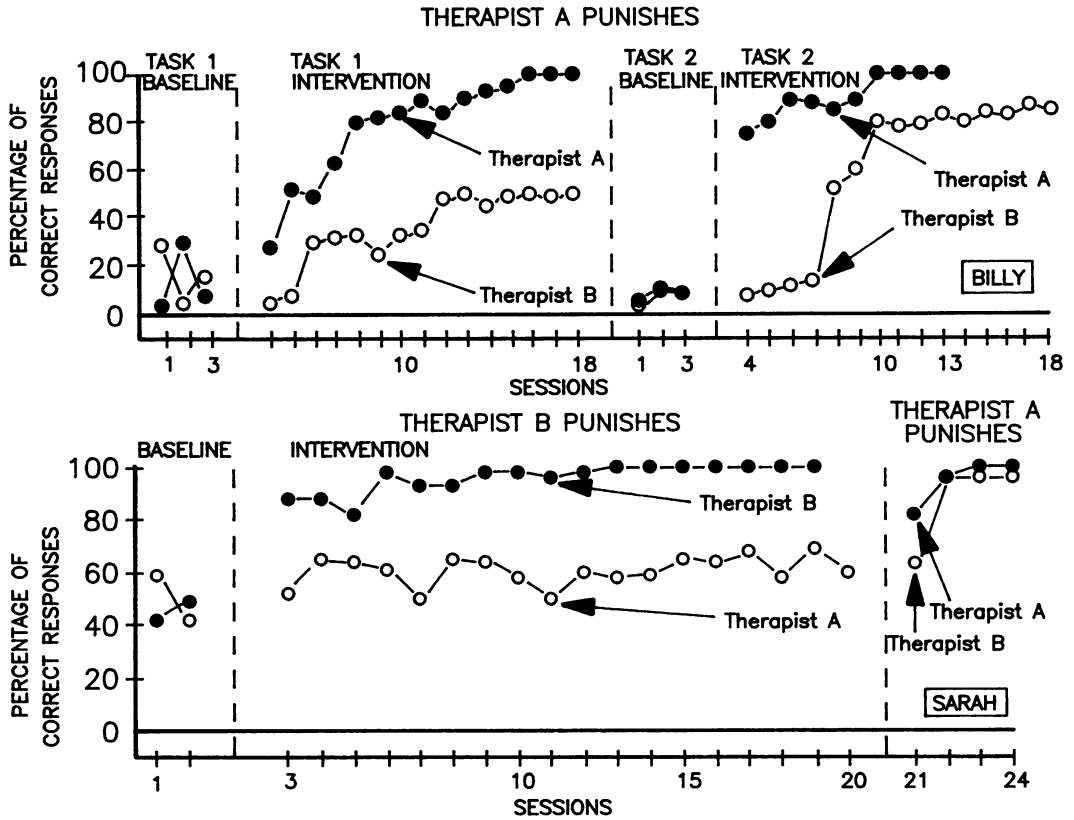 THERAPIST A PUNISHES
TASK 1
BASELINE
TASK 1
INTERVENTION
TASK 2
BASELINE
TASK 2
INTERVENTION
PERCENTAGE OF
CORRECT RESPONSES
100
80
60
40
20
0
Therapist A
Therapist B
Therapist A
Therapist B
BILLY
1 3 10 18 1 3 4 10 13 18
SESSIONS
THERAPIST B PUNISHES
THERAPIST A
PUNISHES
BASELINE
INTERVENTION
PERCENTAGE OF
CORRECT RESPONSES
100
80
60
40
20
0
Therapist B
Therapist A
Therapist A
Therapist B
SARAH
1 3 10 15 20 21 24
SESSIONS